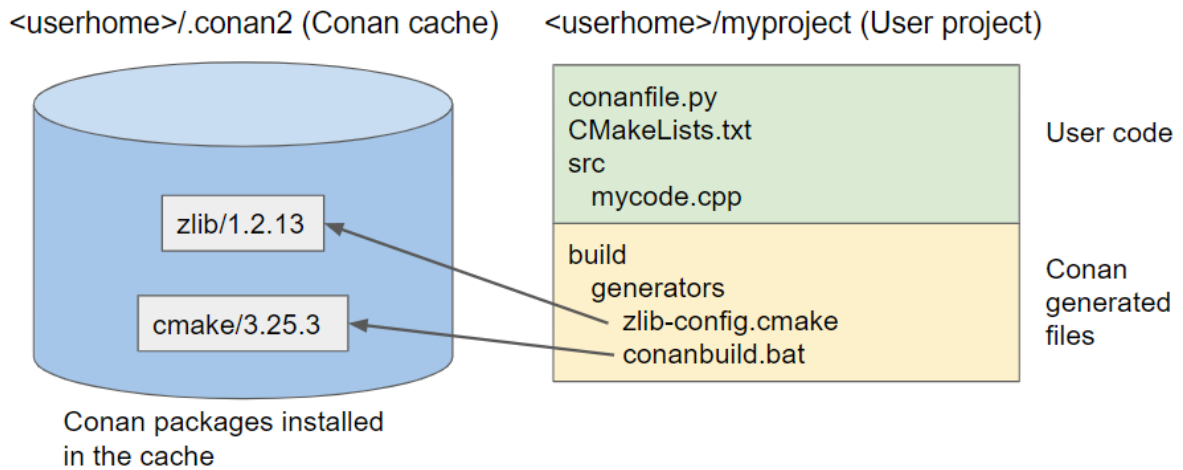 <userhome>/.conan2 (Conan cache)
zlib/1.2.13
cmake/3.25.3
Conan packages installed
in the cache
<userhome>/myproject (User project)
conanfile.py
CMakeLists.txt
src
mycode.cpp
User code
build
generators
zlib-config.cmake
conanbuild.bat
Conan
generated
files